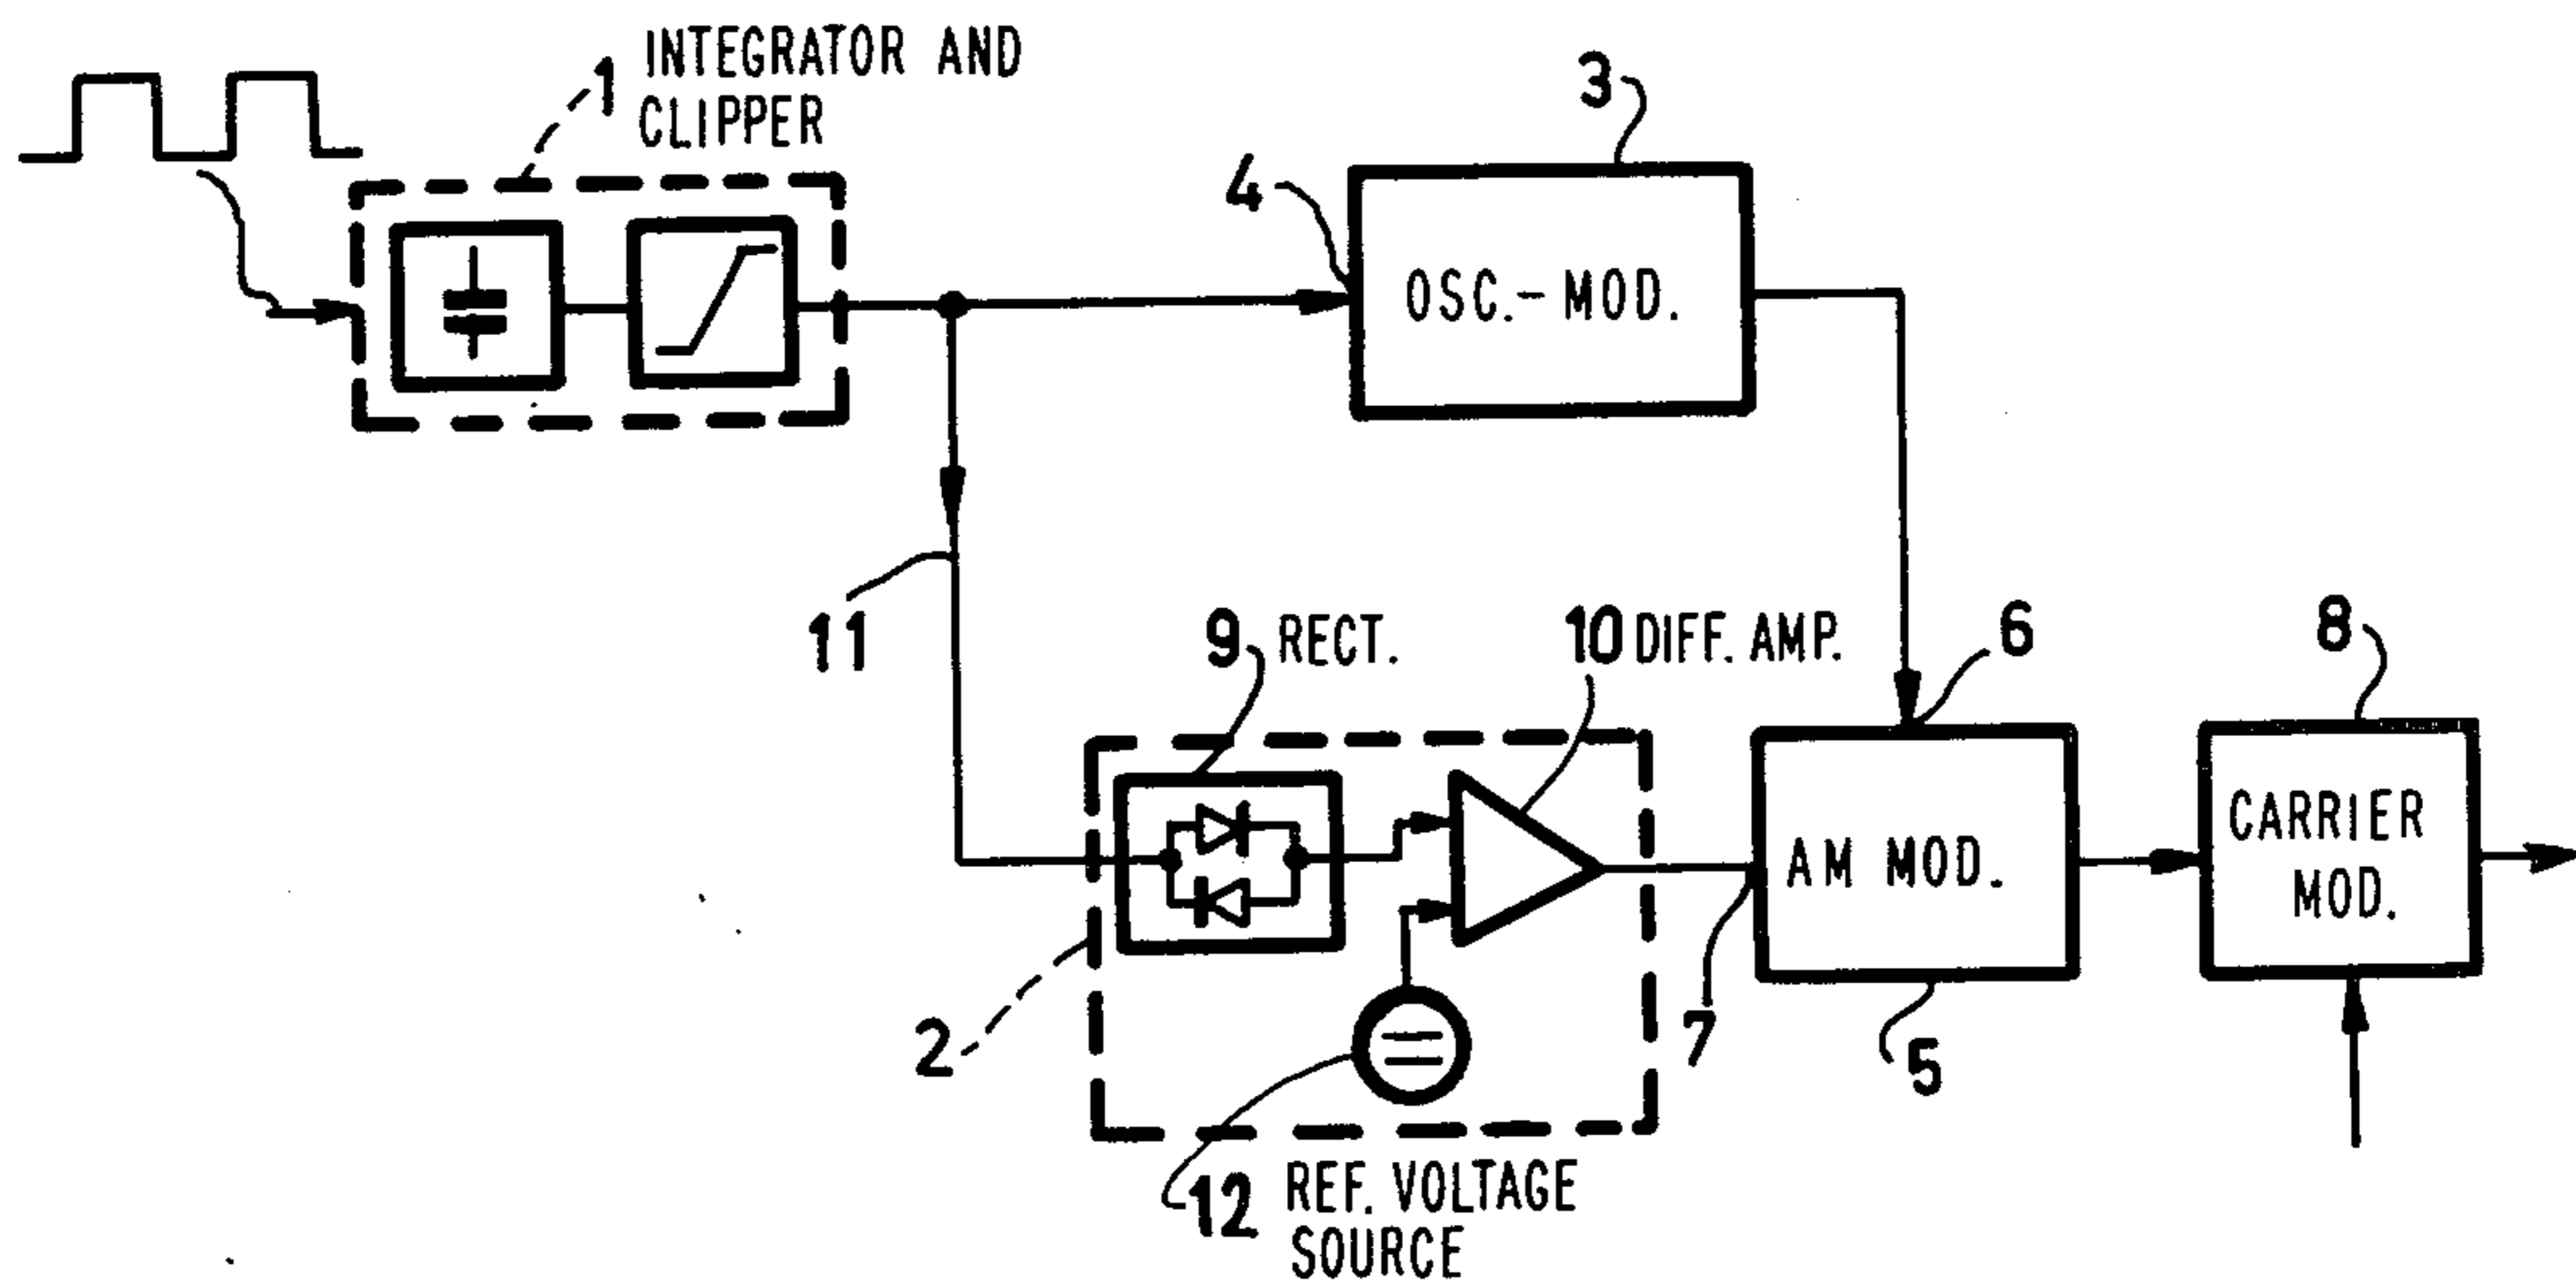 1 INTEGRATOR AND
CLIPPER
3
4
OSC.-MOD.
11
9 RECT.
10 DIFF. AMP.
6
8
CARRIER
MOD.
AM MOD.
2
7
5
12 REF. VOLTAGE
SOURCE